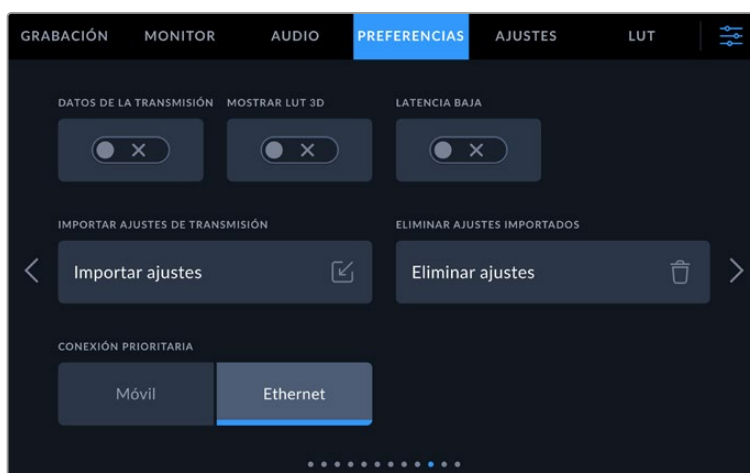 GRABACIÓN MONITOR AUDIO PREFERENCIAS AJUSTES LUT
DATOS DE LA TRANSMISIÓN MOSTRAR LUT 3D LATENCIA BAJA
IMPORTAR AJUSTES DE TRANSMISIÓN ELIMINAR AJUSTES IMPORTADOS
Importar ajustes Eliminar ajustes
CONEXIÓN PRIORITARIA
Móvil Ethernet